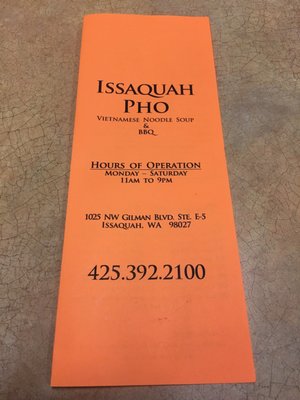 Issaquah
Pho
Vietnamese Noodle Soup
&
BBQ
Hours of Operation
Monday – Saturday
11am to 9pm
1025 NW Gilman Blvd. Ste. E-5
Issaquah, WA 98027
425.392.2100